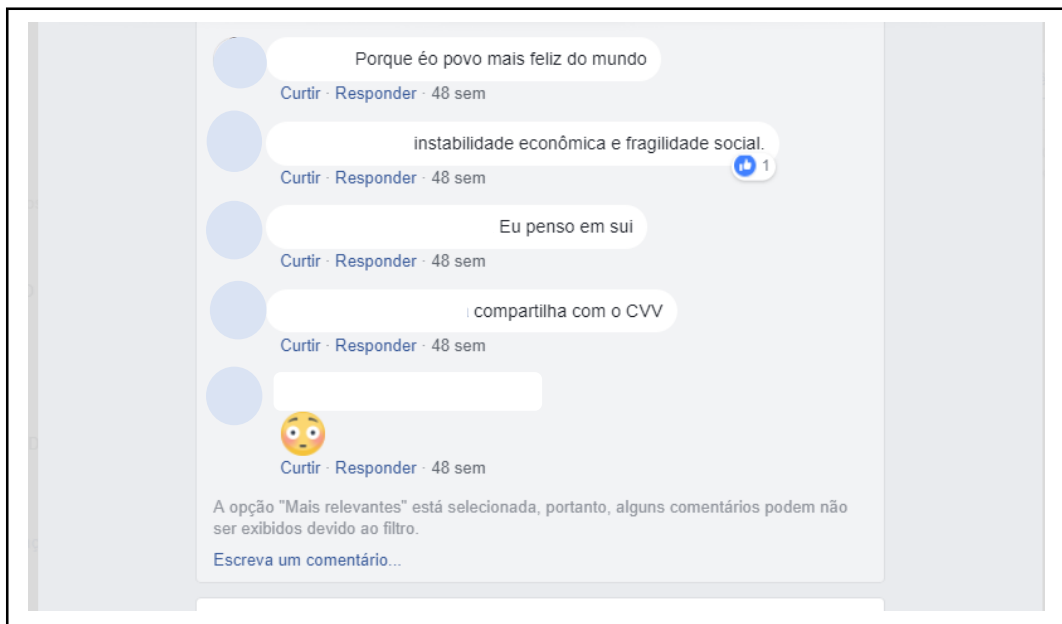 Porque éo povo mais feliz do mundo
Curtir · Responder · 48 sem
instabilidade econômica e fragilidade social.
1
Curtir · Responder · 48 sem
Eu penso em sui
Curtir · Responder · 48 sem
compartilha com o CVV
Curtir · Responder · 48 sem
Curtir · Responder · 48 sem
A opção "Mais relevantes" está selecionada, portanto, alguns comentários podem não
ser exibidos devido ao filtro.
Escreva um comentário...